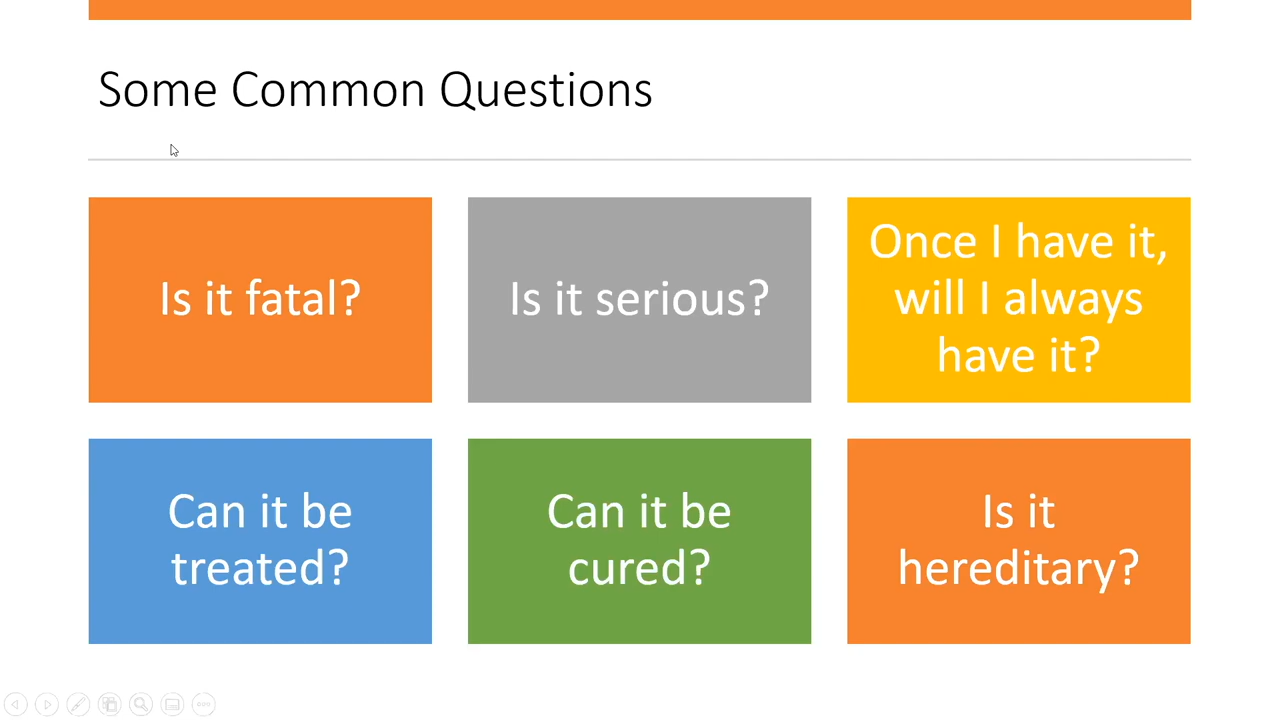 Some Common Questions
Is it fatal?
Is it serious?
Once I have it,
will I always
have it?
Can it be
treated?
Can it be
cured?
Is it
hereditary?